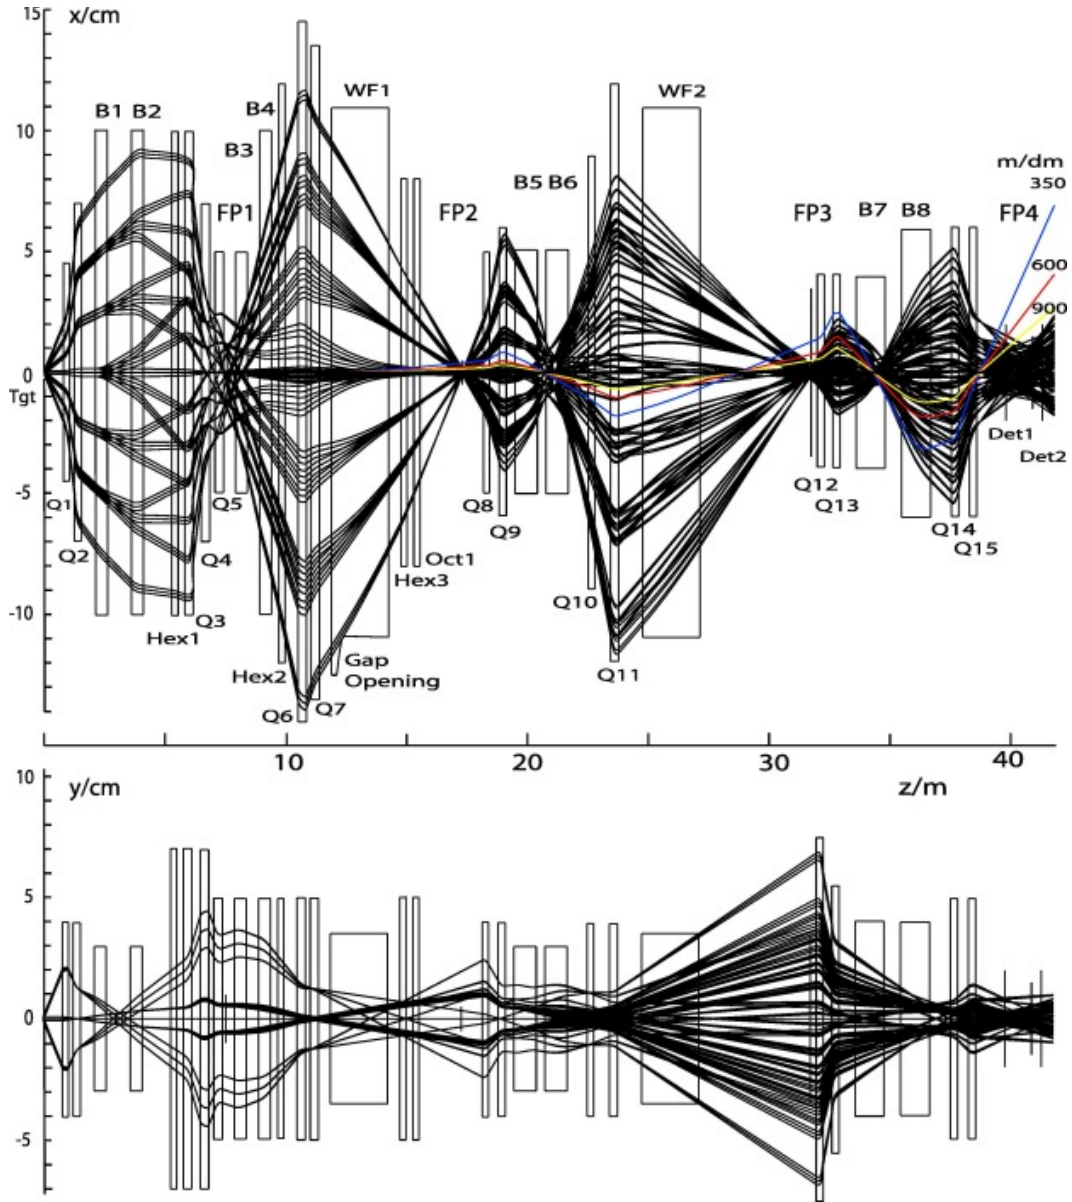 15
x/cm
10
B1
B2
B4
B3
WF1
WF2
m/dm
350
5
FP1
FP2
B5
B6
FP3
B7
B8
FP4
600
900
0
Tgt
Det1
Det2
-5
Q1
Q2
Q5
Q4
Q8
Q9
Q12
Q13
Q14
Q15
Oct1
Hex3
Q10
-10
Hex1
Q3
Hex2
Gap
Opening
Q11
Q6
Q7
10
20
30
40
10
y/cm
z/m
5
0
-5